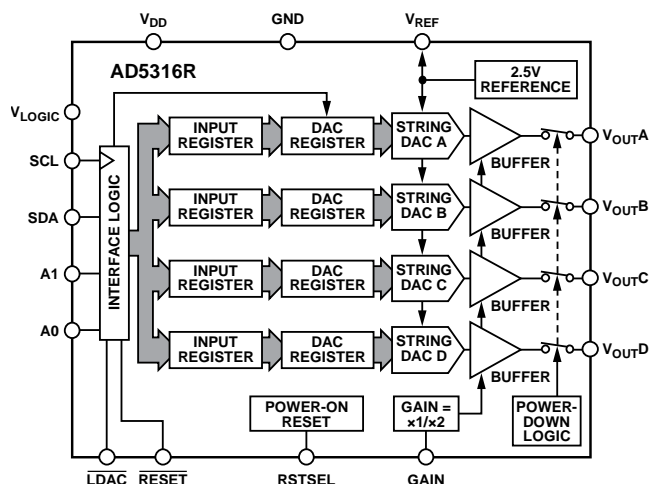 VDD
GND
VREF
AD5316R
2.5V
REFERENCE
VLOGIC
SCL
SDA
A1
A0
INTERFACE LOGIC
INPUT
REGISTER
DAC
REGISTER
STRING
DAC A
BUFFER
VOUTA
INPUT
REGISTER
DAC
REGISTER
STRING
DAC B
BUFFER
VOUTB
INPUT
REGISTER
DAC
REGISTER
STRING
DAC C
BUFFER
VOUTC
INPUT
REGISTER
DAC
REGISTER
STRING
DAC D
BUFFER
VOUTD
POWER-ON
RESET
GAIN =
×1/×2
POWER-
DOWN
LOGIC
LDAC
RESET
RSTSEL
GAIN